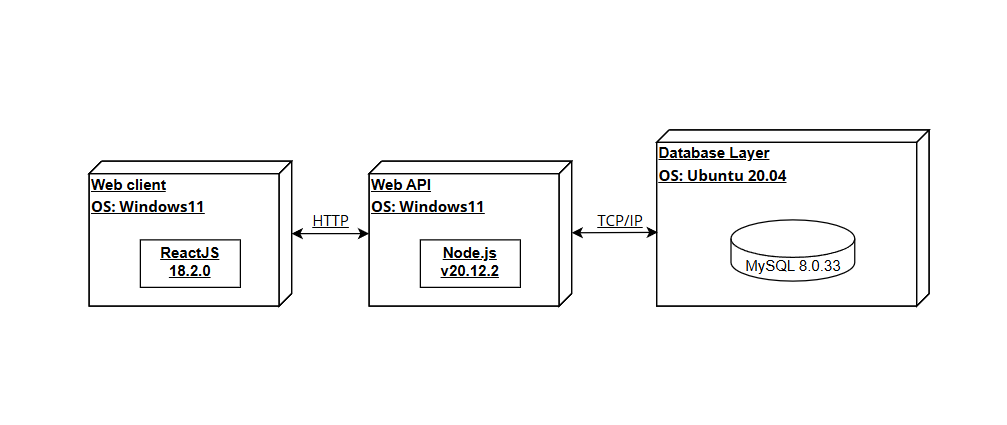 Web client
OS: Windows11
ReactJS
18.2.0
HTTP
Web API
OS: Windows11
Node.js
v20.12.2
TCP/IP
Database Layer
OS: Ubuntu 20.04
MySQL 8.0.33